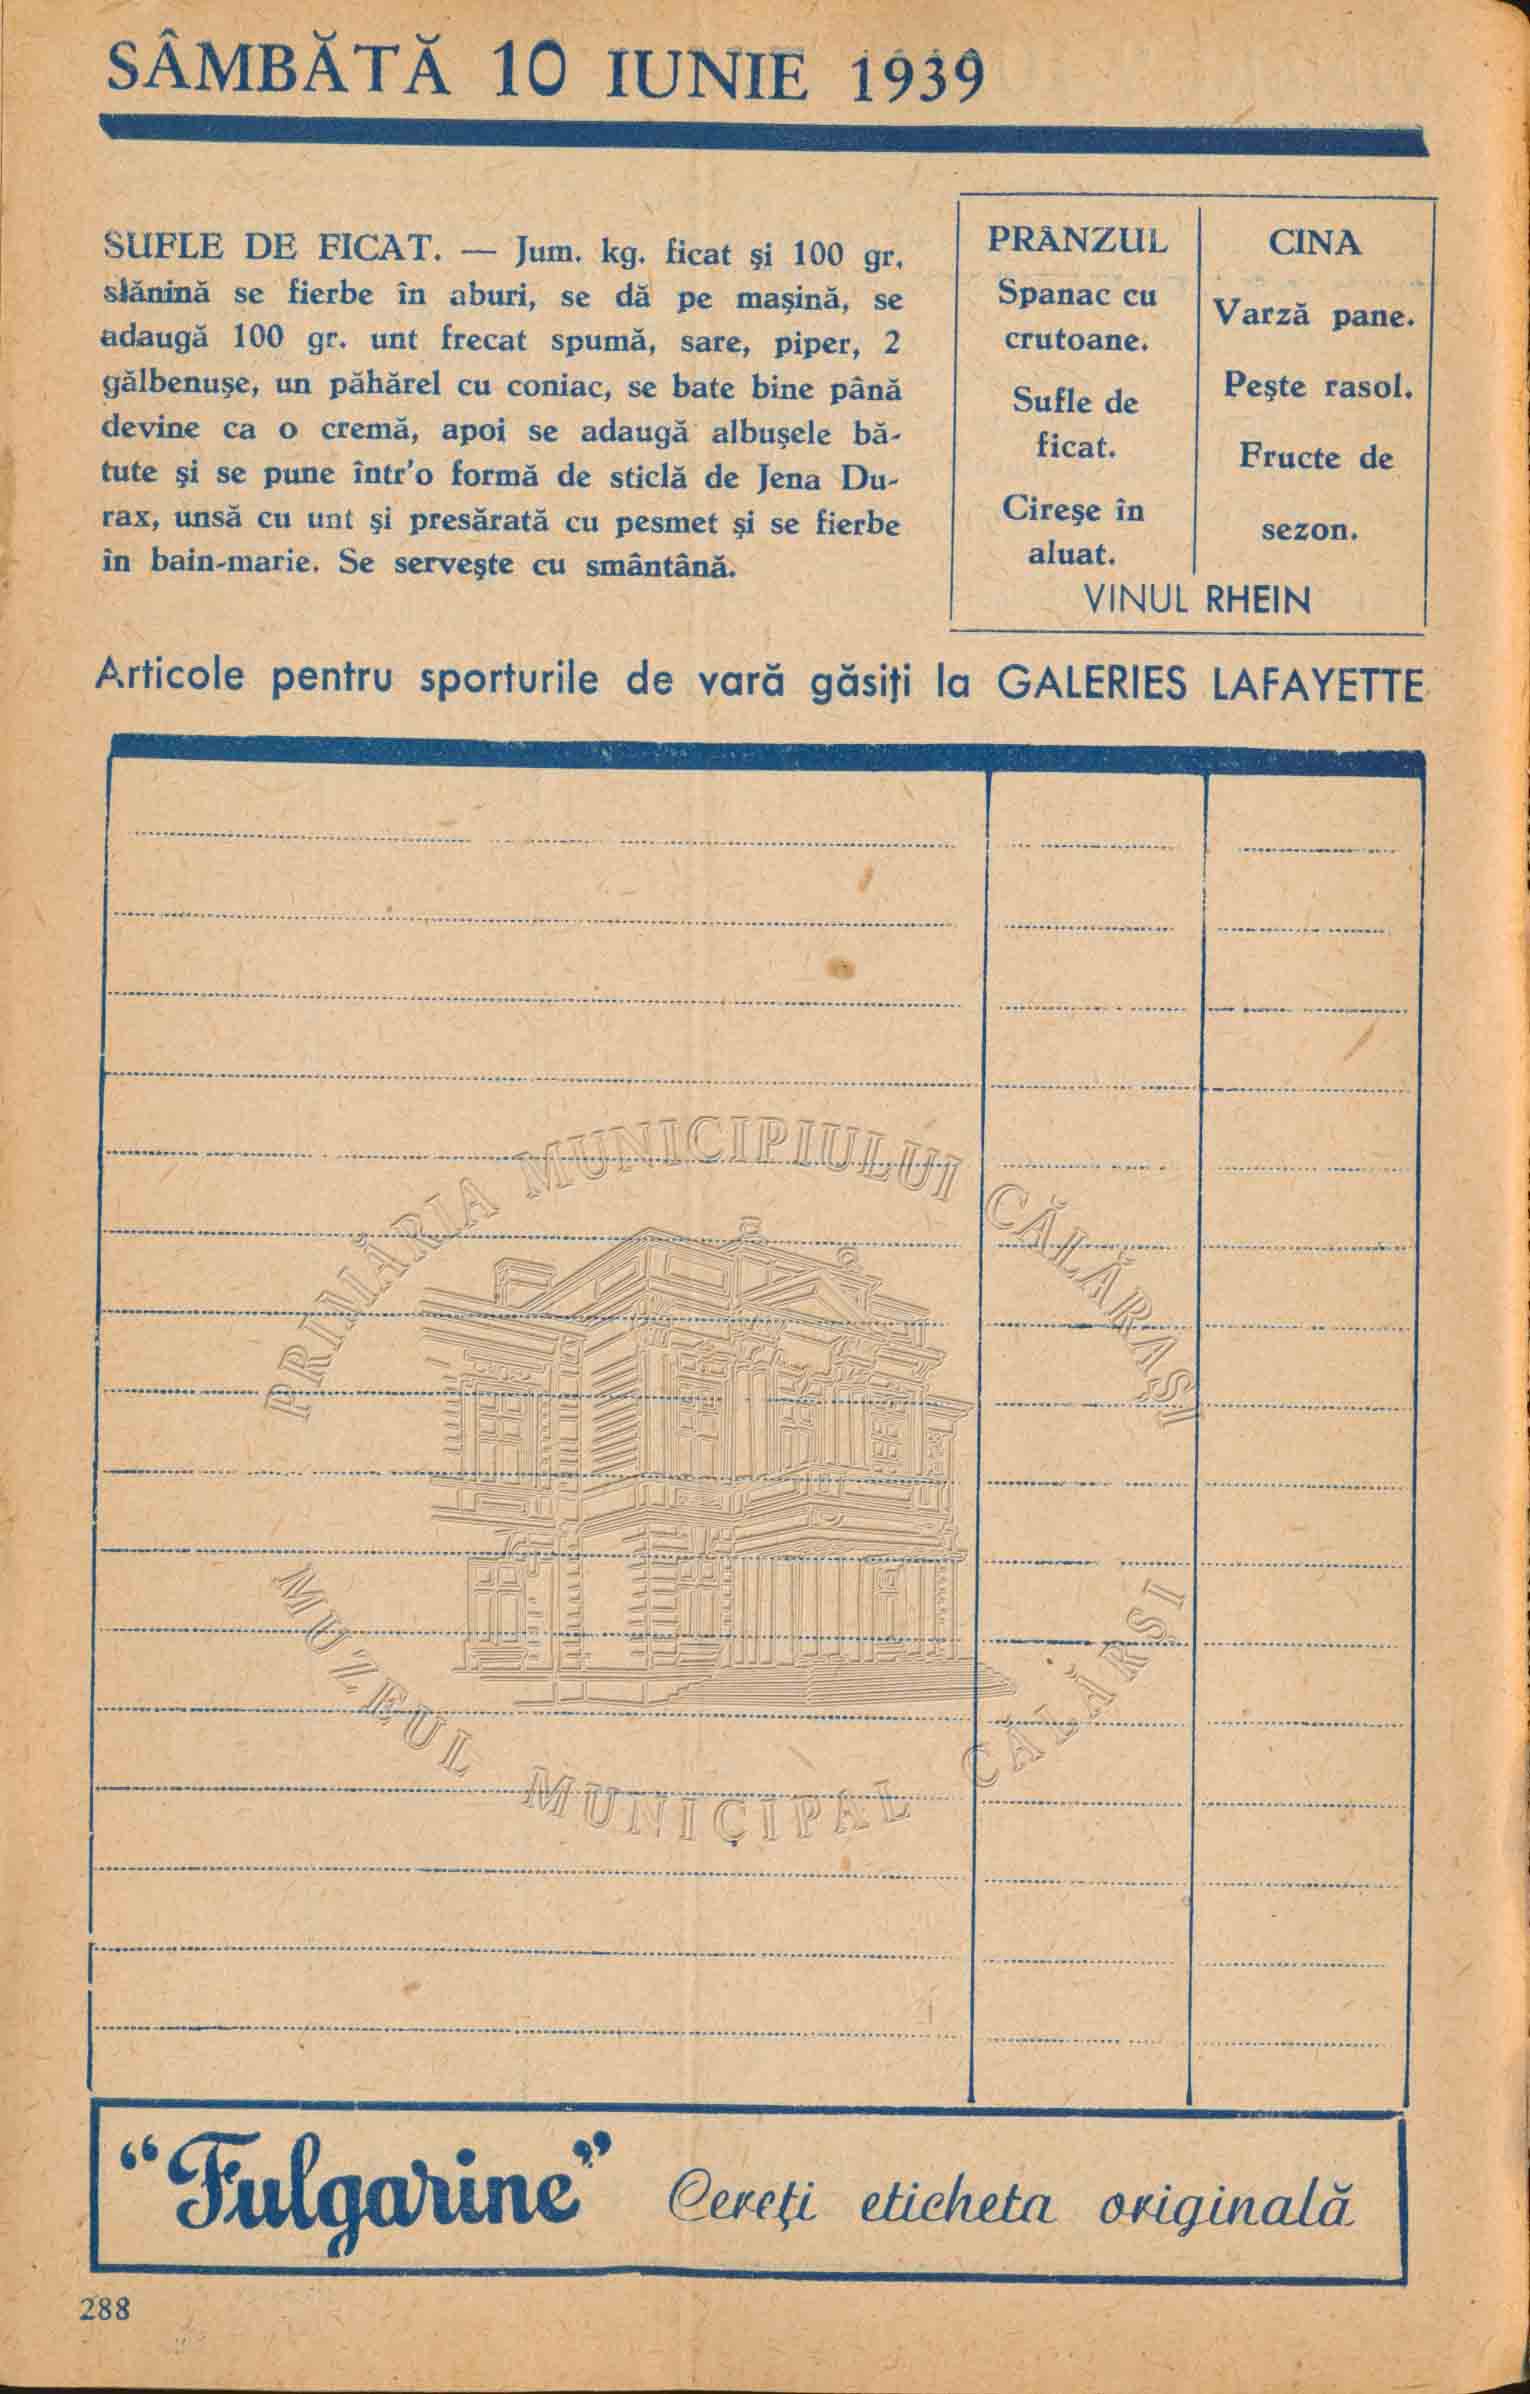 SÂMBĂTĂ 10 IUNIE 1939
SUFLE DE FICAT. — Jum. kg. ficat şi 100 gr.
slănină se fierbe în aburi, se dă pe maşină, se
adaugă 100 gr. unt frecat spumă, sare, piper, 2
gălbenuşe, un păhărel cu coniac, se bate bine până
devine ca o cremă, apoi se adaugă albuşele bă-
tute şi se pune într'o formă de sticlă de Jena Du-
rax, unsă cu unt şi presărată cu pesmet şi se fierbe
în bain-marie. Se serveşte cu smântână.
PRÂNZUL
Spanac cu
crutoane.
Sufle de
ficat.
Cireşe în
aluat.
CINA
Varză pane.
Peşte rasol.
Fructe de
sezon.
VINUL RHEIN
Articole pentru sporturile de vară găsiţi la GALERIES LAFAYETTE
PRIMĂRIA MUNICIPIULUI CĂLĂRAŞI
MUZEUL MUNICIPAL CĂLĂRŞI
“Fulgarine” Cereţi eticheta originală
288